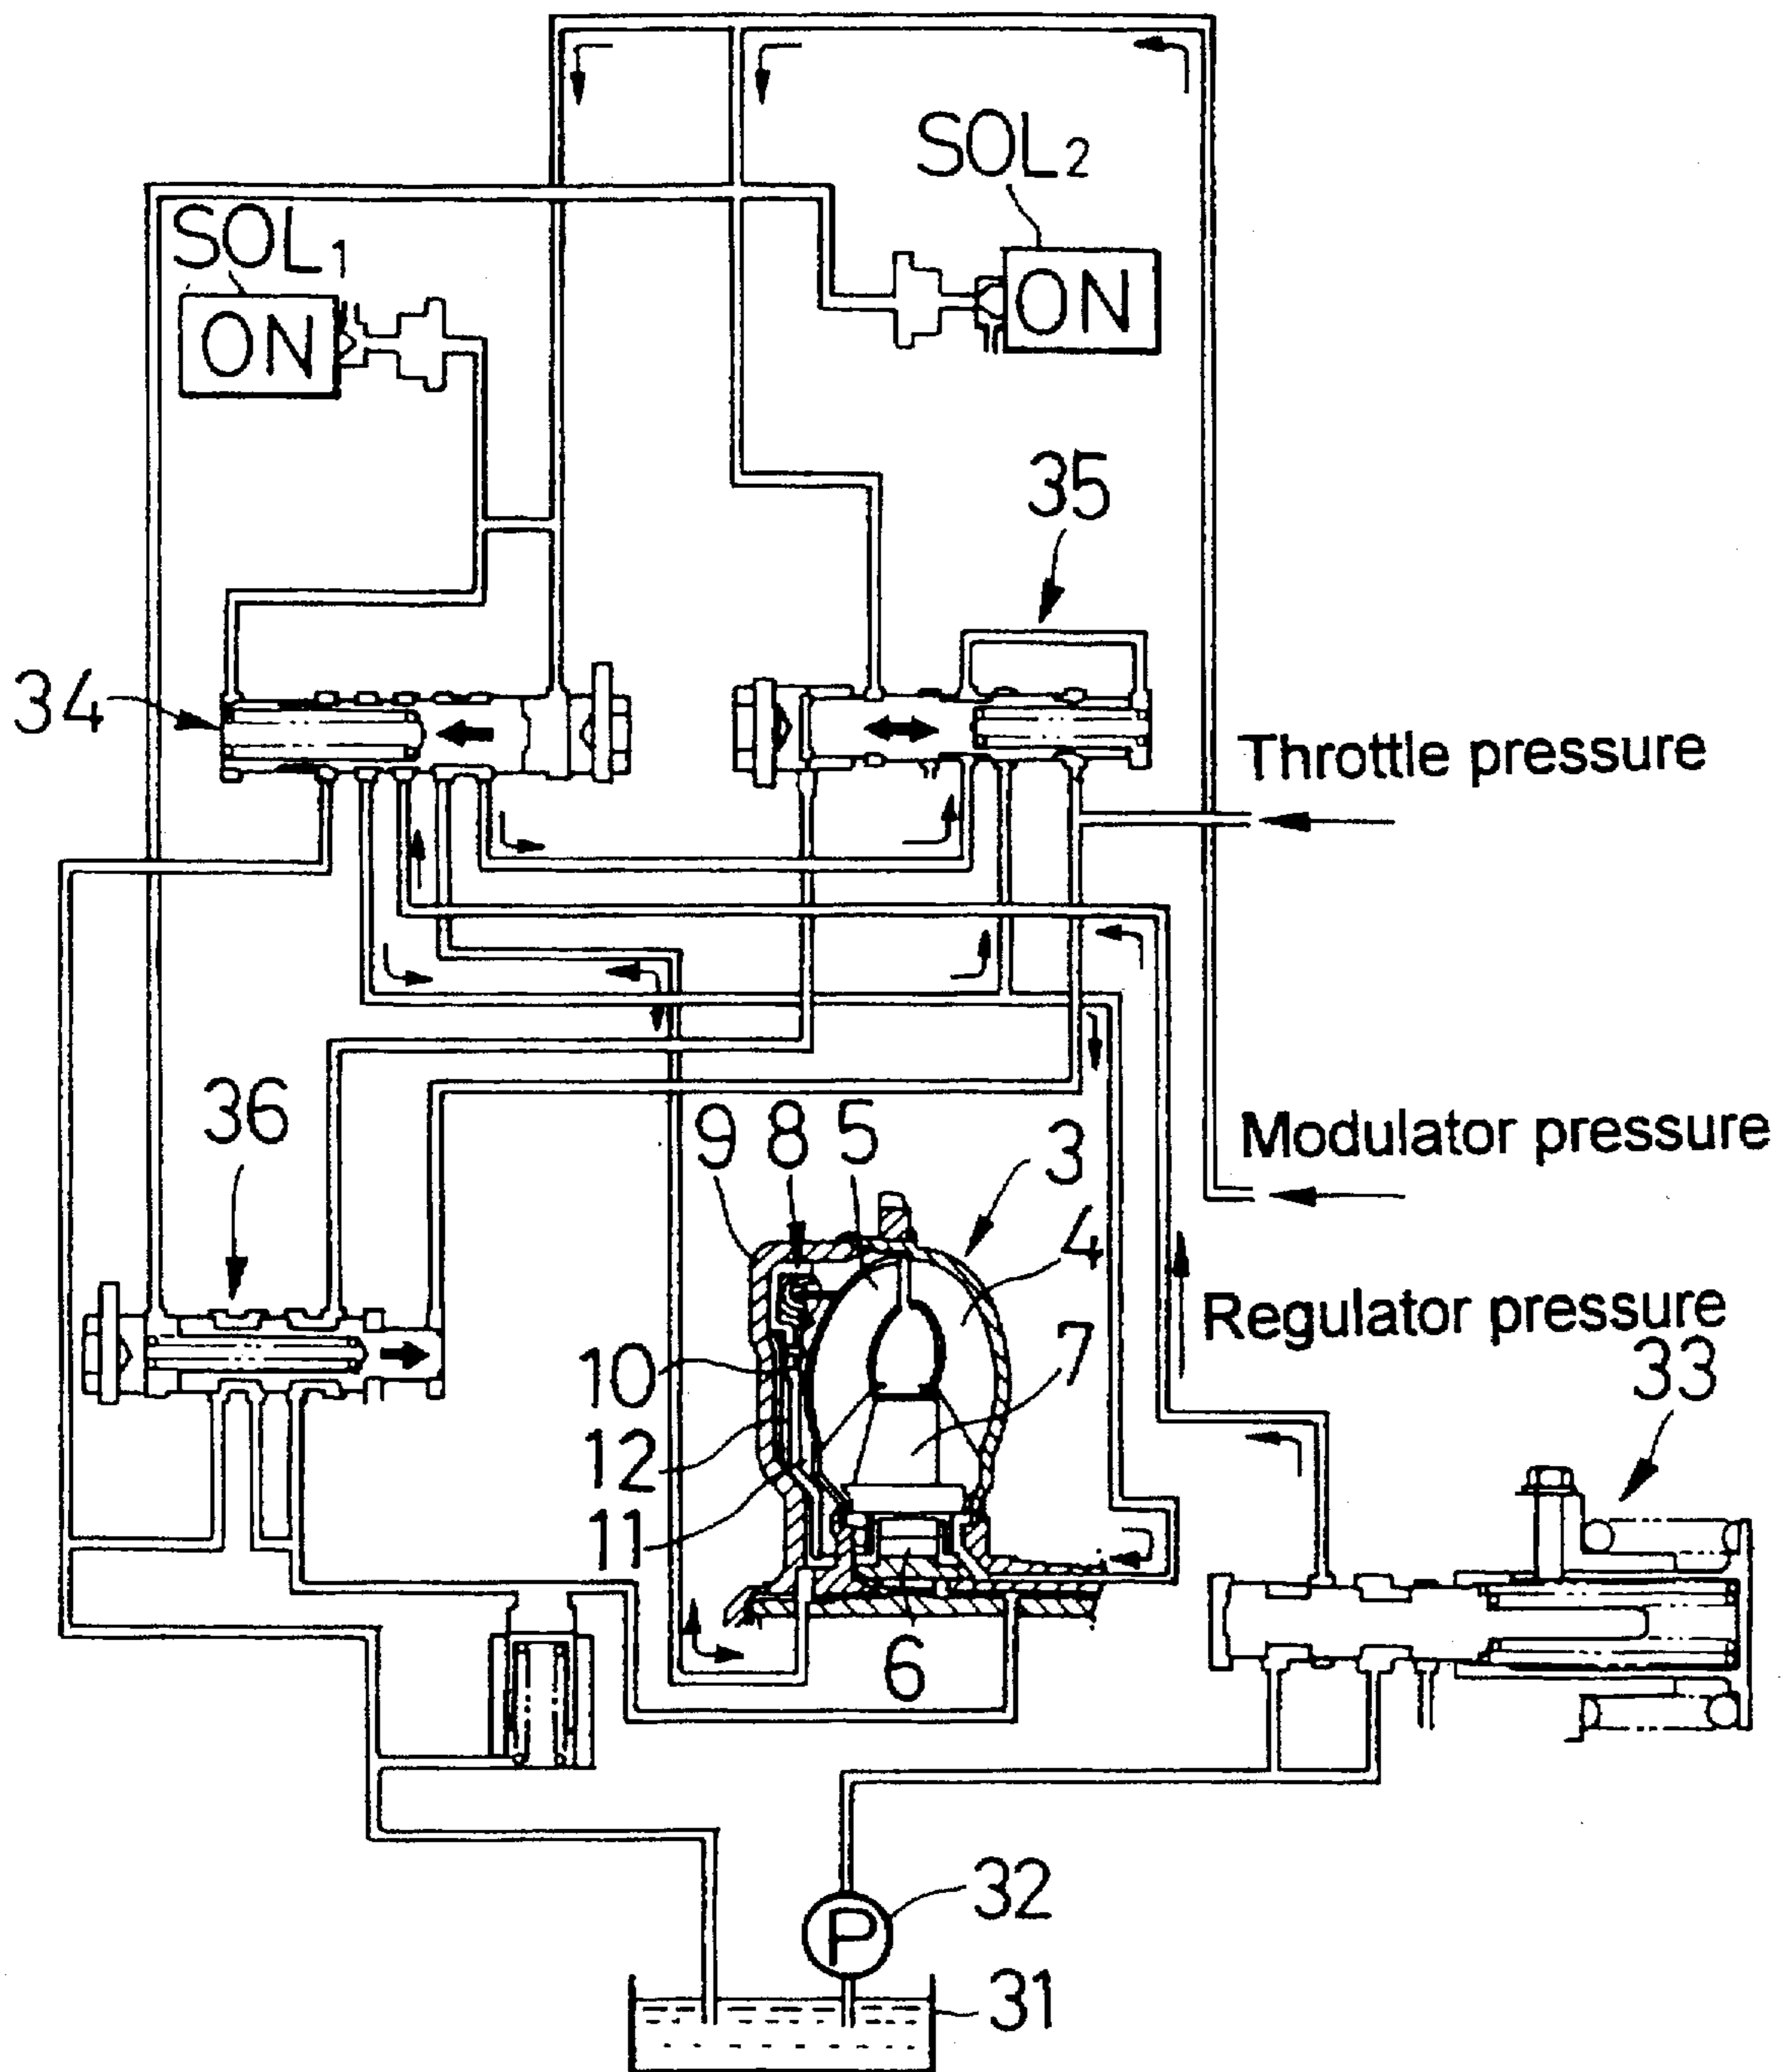 SOL2
SOL1
ON
ON
35
34
Throttle pressure
36
9
8
5
3
Modulator pressure
4
Regulator pressure
10
7
33
12
11
6
32
P
31